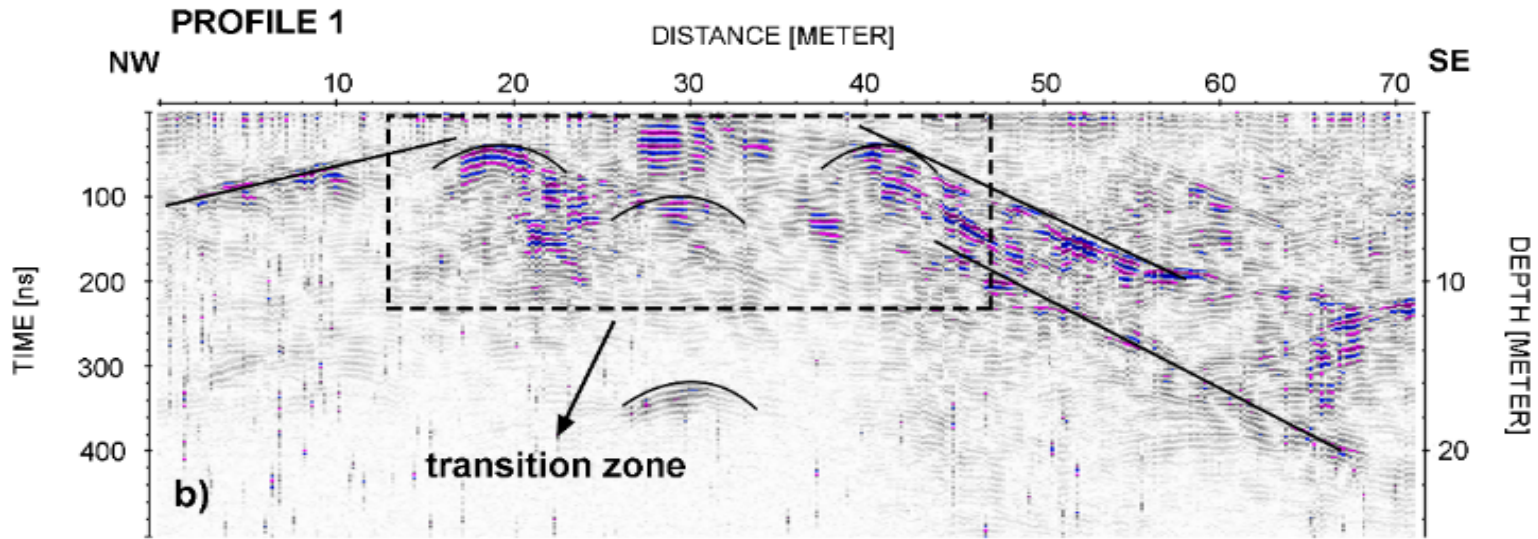 PROFILE 1
DISTANCE [METER]
NW
SE
10 20 30 40 50 60 70
100
200
300
400
TIME [ns]
10
20
DEPTH [METER]
transition zone
b)